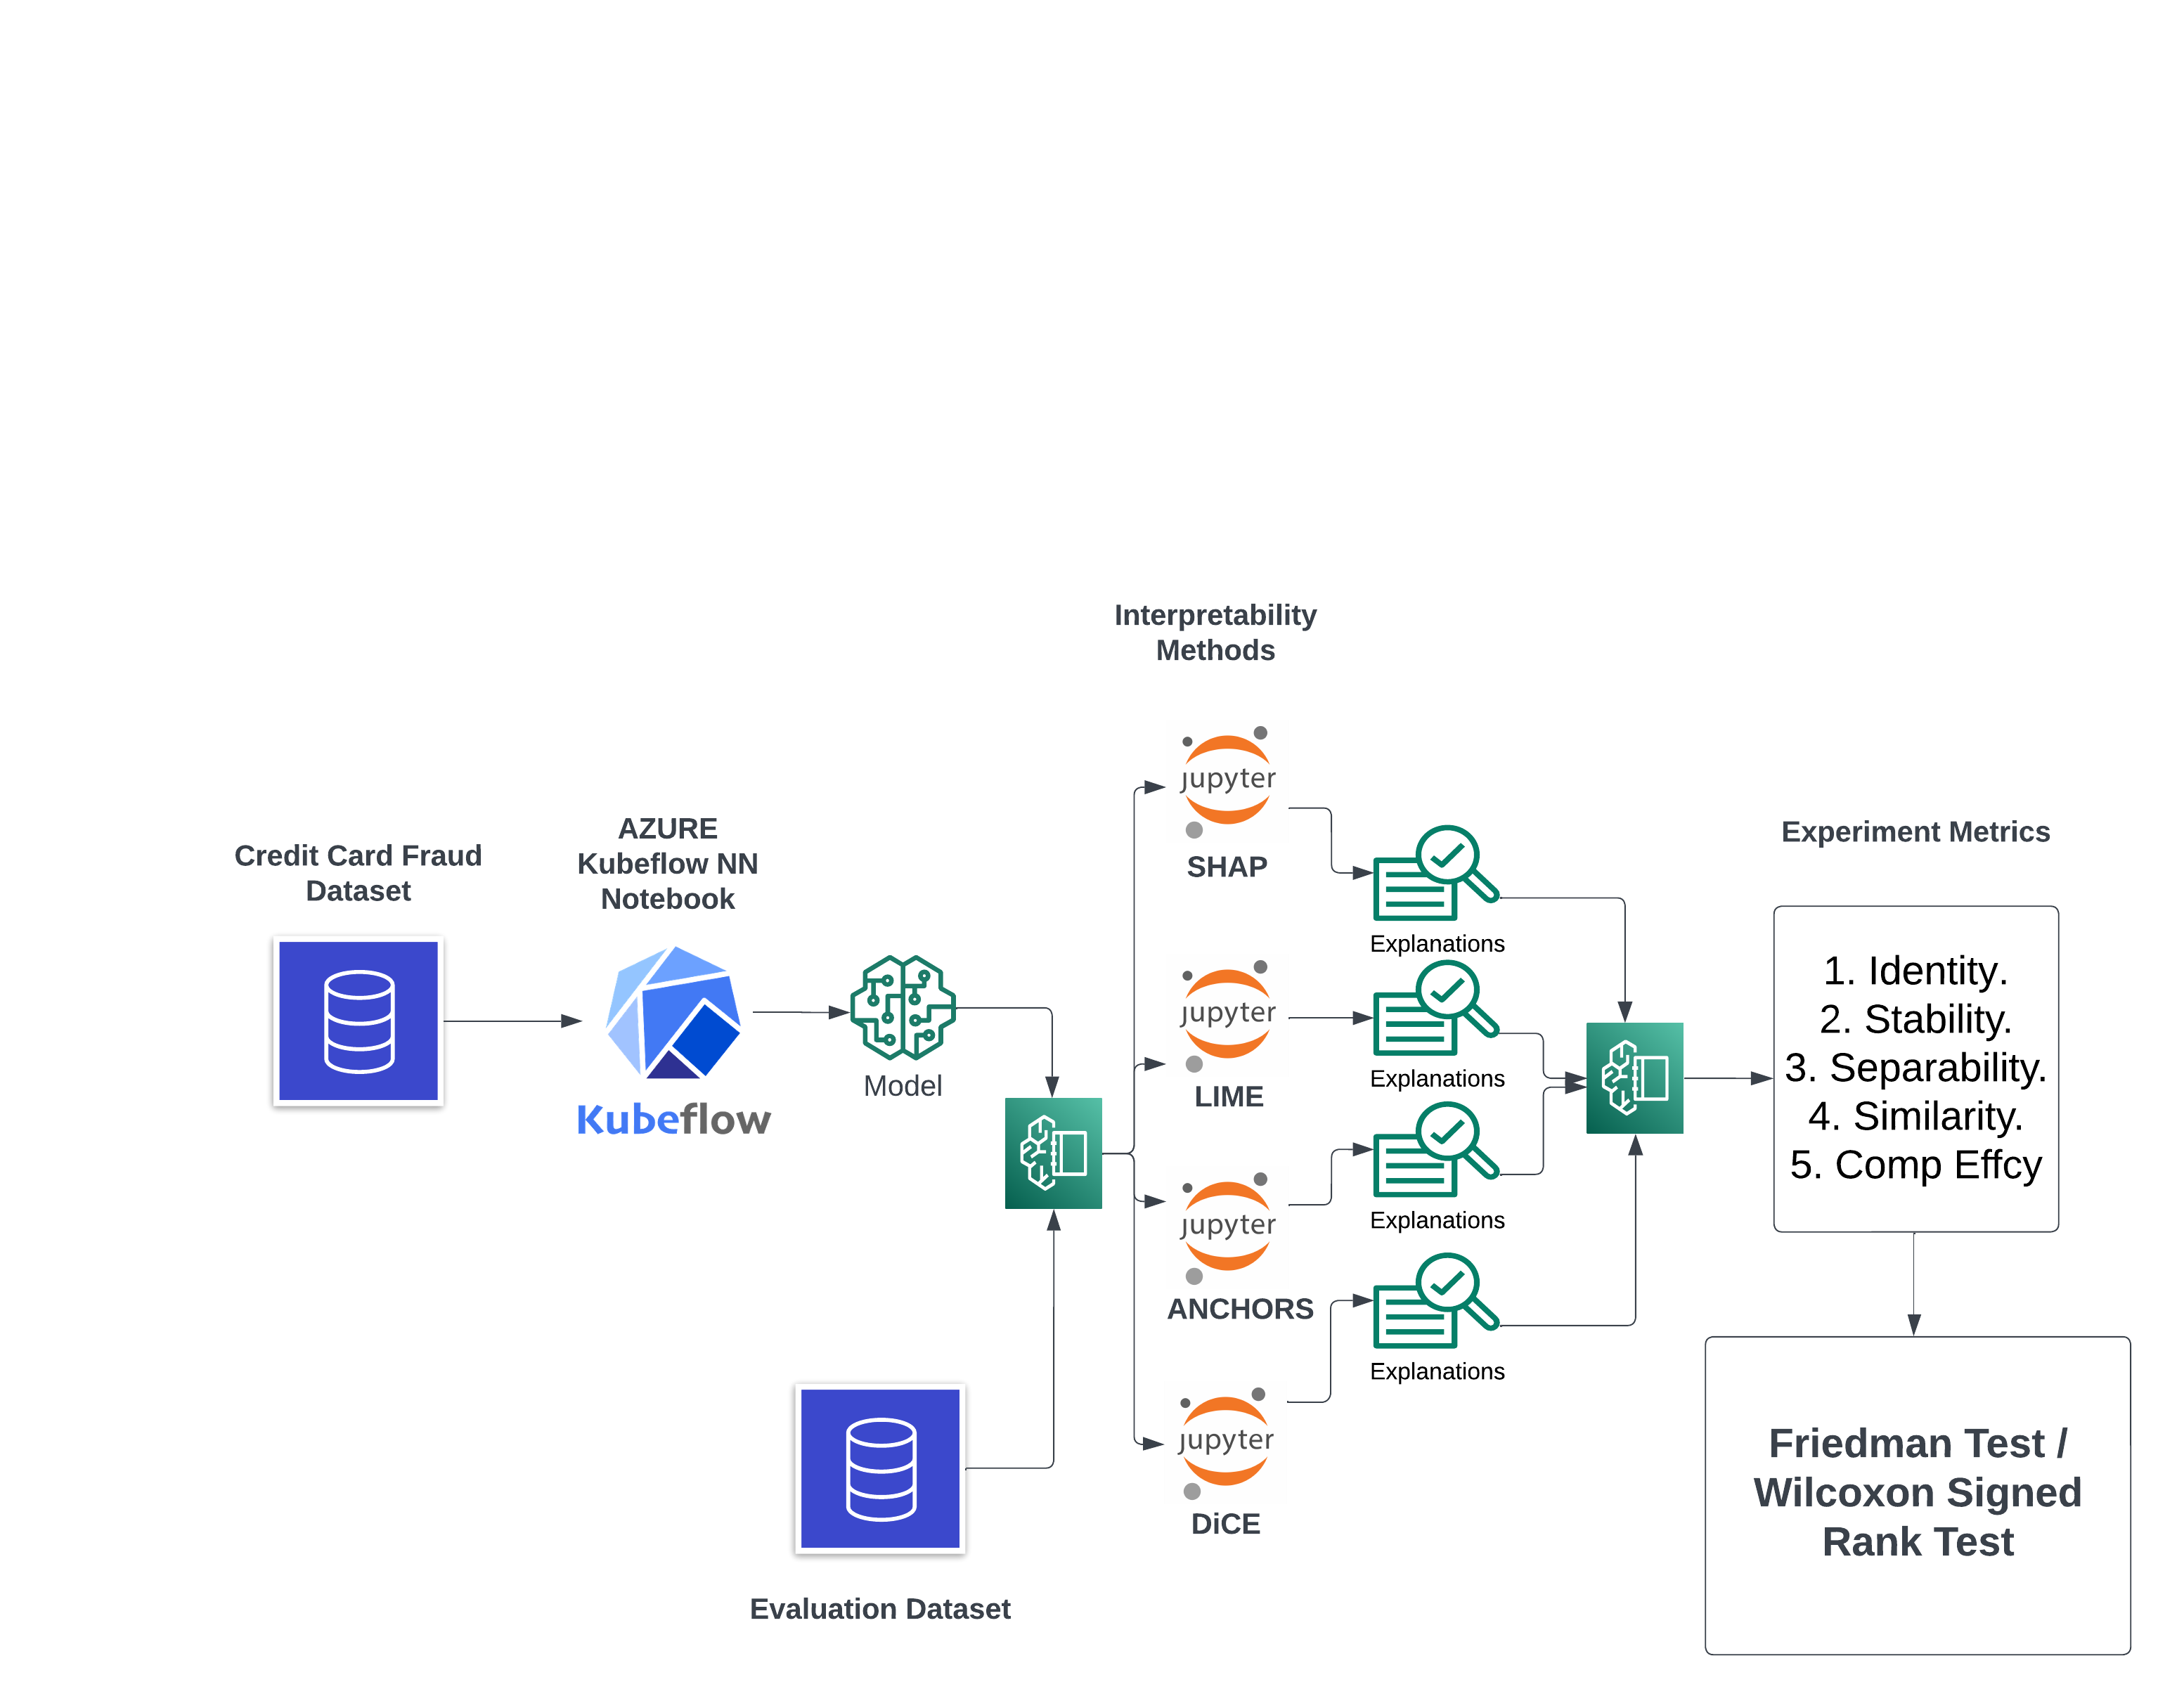 Interpretability
Methods
jupyter
SHAP
Credit Card Fraud
Dataset
AZURE
Kubeflow NN
Notebook
Kubeflow
Model
Explanations
jupyter
LIME
Explanations
jupyter
ANCHORS
Explanations
jupyter
DiCE
Explanations
Evaluation Dataset
Experiment Metrics
1. Identity.
2. Stability.
3. Separability.
4. Similarity.
5. Comp Effcy
Friedman Test /
Wilcoxon Signed
Rank Test